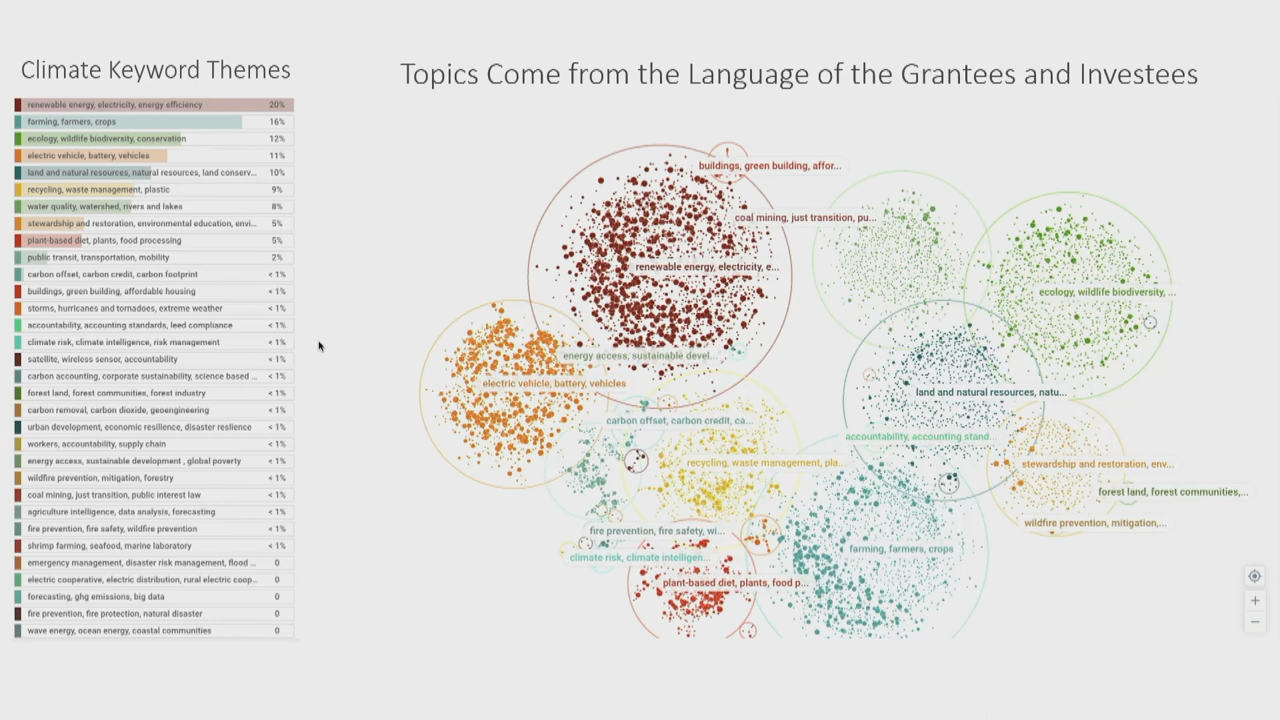 Climate Keyword Themes
Topics Come from the Language of the Grantees and Investees
renewable energy, electricity, energy efficiency 20%
farming, farmers, crops 16%
ecology, wildlife biodiversity, conservation 12%
electric vehicle, battery, vehicles 11%
land and natural resources, natural resources, land conserv... 10%
recycling, waste management, plastic 9%
water quality, watershed, rivers and lakes 8%
stewardship and restoration, environmental education, envi... 5%
plant-based diet, plants, food processing 5%
public transit, transportation, mobility 2%
carbon offset, carbon credit, carbon footprint < 1%
buildings, green building, affordable housing < 1%
storms, hurricanes and tornadoes, extreme weather < 1%
accountability, accounting standards, leed compliance < 1%
climate risk, climate intelligence, risk management < 1%
satellite, wireless sensor, accountability < 1%
carbon accounting, corporate sustainability, science based ... < 1%
forest land, forest communities, forest industry < 1%
carbon removal, carbon dioxide, geoengineering < 1%
urban development, economic resilience, disaster reslience < 1%
workers, accountability, supply chain < 1%
energy access, sustainable development , global poverty < 1%
wildfire prevention, mitigation, forestry < 1%
coal mining, just transition, public interest law < 1%
agriculture intelligence, data analysis, forecasting < 1%
fire prevention, fire safety, wildfire prevention < 1%
shrimp farming, seafood, marine laboratory < 1%
emergency management, disaster risk management, flood ... 0
electric cooperative, electric distribution, rural electric coop... 0
forecasting, ghg emissions, big data 0
fire prevention, fire protection, natural disaster 0
wave energy, ocean energy, coastal communities 0
buildings, green building, affor...
coal mining, just transition, pu...
renewable energy, electricity, e...
ecology, wildlife biodiversity, ...
energy access, sustainable devel...
electric vehicle, battery, vehicles
land and natural resources, natu...
carbon offset, carbon credit, ca...
accountability, accounting stand...
recycling, waste management, pla...
stewardship and restoration, env...
forest land, forest communities,...
wildfire prevention, mitigation,...
fire prevention, fire safety, wi...
farming, farmers, crops
climate risk, climate intelligen...
plant-based diet, plants, food p...